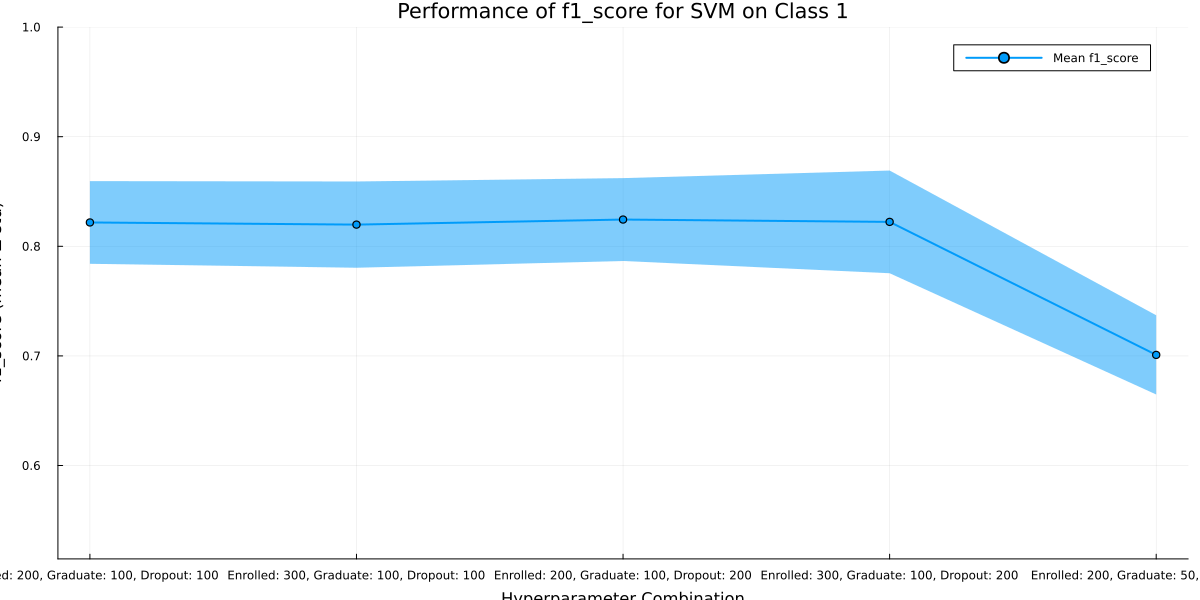 Performance of f1_score for SVM on Class 1
1.0
Mean f1_score
0.9
0.8
0.7
0.6
200, Graduate: 100, Dropout: 100
Enrolled: 300, Graduate: 100, Dropout: 100
Enrolled: 200, Graduate: 100, Dropout: 200
Enrolled: 300, Graduate: 100, Dropout: 200
Enrolled: 200, Graduate: 50,
Hyperparameter Combination